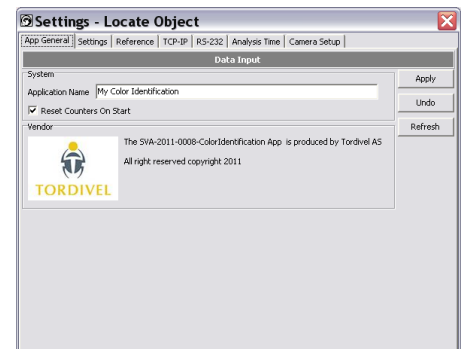 Settings - Locate Object
App General Settings Reference TCP-IP RS-232 Analysis Time Camera Setup
Data Input
System
Application Name My Color Identification
Reset Counters On Start
Apply
Undo
Refresh
Vendor
The SVA-2011-0008-ColorIdentification App is produced by Tordivel AS
All right reserved copyright 2011
TORDIVEL